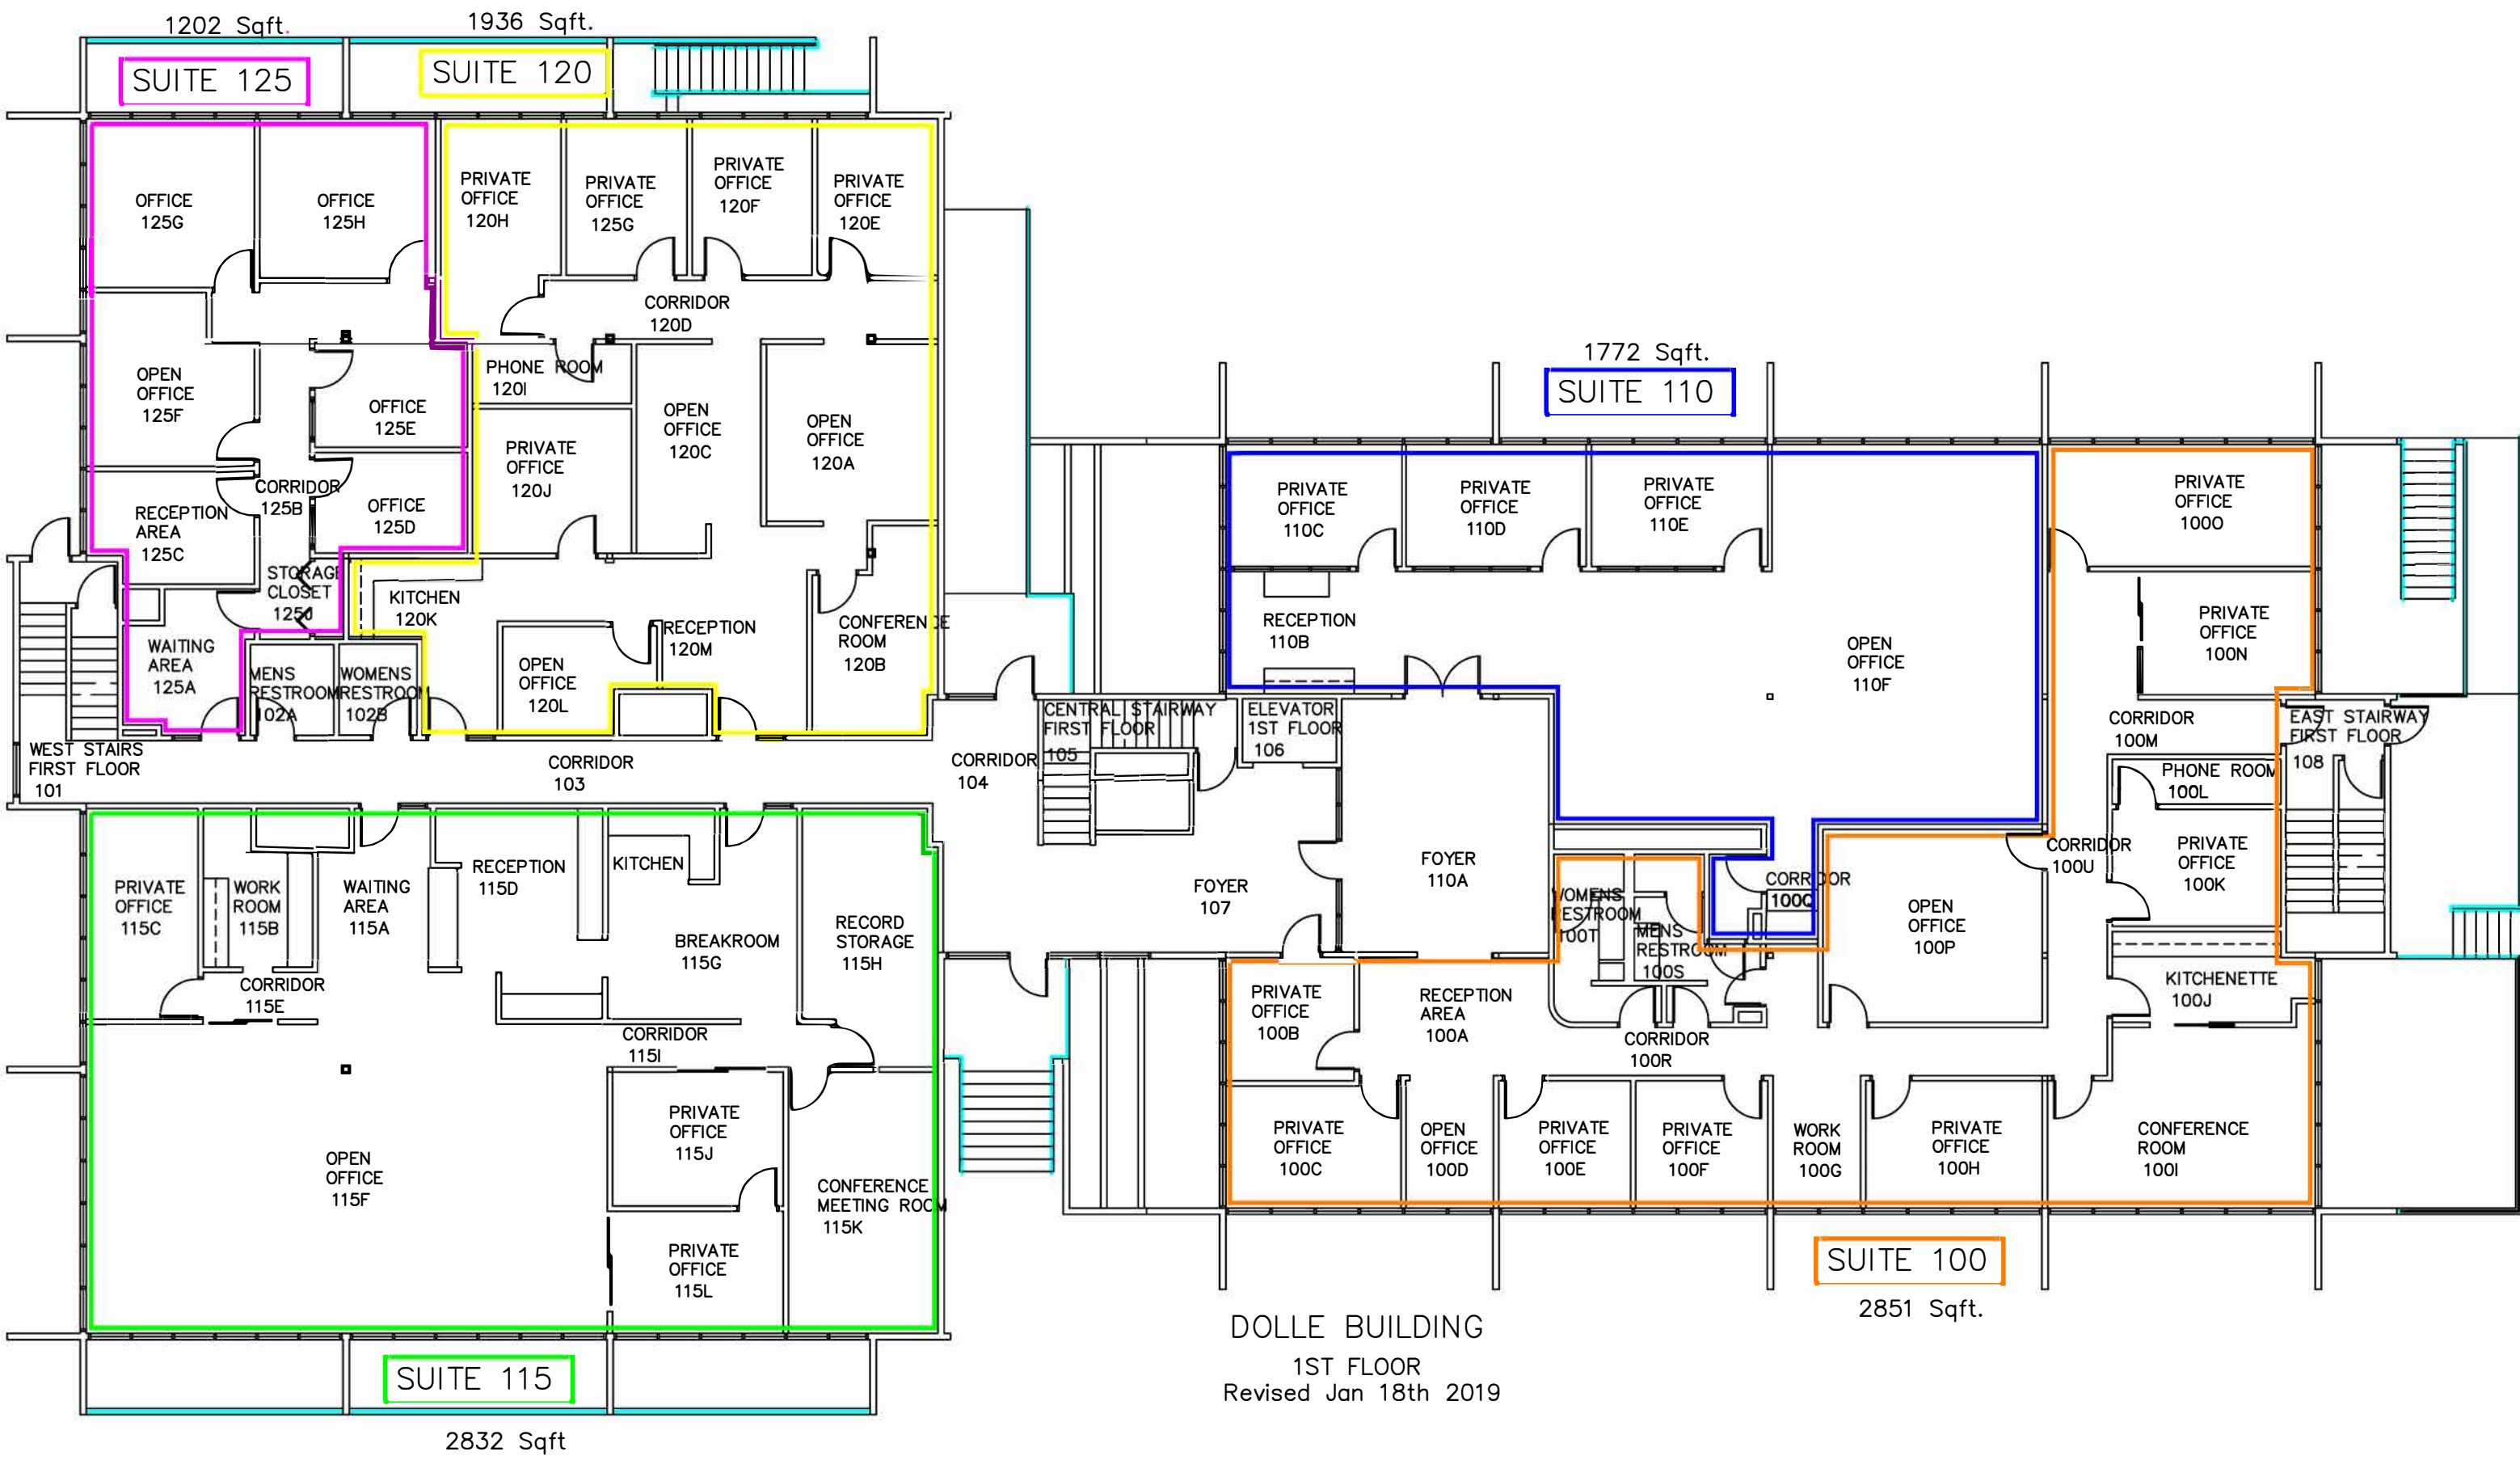 1202 Sqft.
SUITE 125
1936 Sqft.
SUITE 120
OFFICE
125G
OFFICE
125H
PRIVATE
OFFICE
120H
PRIVATE
OFFICE
125G
PRIVATE
OFFICE
120F
PRIVATE
OFFICE
120E
CORRIDOR
120D
OPEN
OFFICE
125F
OFFICE
125E
PHONE ROOM
120I
OPEN
OFFICE
120C
OPEN
OFFICE
120A
PRIVATE
OFFICE
120J
RECEPTION
AREA
125C
CORRIDOR
125B
OFFICE
125D
STORAGE
CLOSET
125J
KITCHEN
120K
WAITING
AREA
125A
MENS
RESTROOM
102A
WOMENS
RESTROOM
102B
OPEN
OFFICE
120L
RECEPTION
120M
CONFERENCE
ROOM
120B
WEST STAIRS
FIRST FLOOR
101
CORRIDOR
103
CORRIDOR
104
CENTRAL STAIRWAY
FIRST FLOOR
105
ELEVATOR
1ST FLOOR
106
FOYER
107
1772 Sqft.
SUITE 110
PRIVATE
OFFICE
110C
PRIVATE
OFFICE
110D
PRIVATE
OFFICE
110E
RECEPTION
110B
OPEN
OFFICE
110F
FOYER
110A
PRIVATE
OFFICE
100O
PRIVATE
OFFICE
100N
CORRIDOR
100M
EAST STAIRWAY
FIRST FLOOR
108
PHONE ROOM
100L
CORRIDOR
100U
PRIVATE
OFFICE
100K
CORRIDOR
100Q
OPEN
OFFICE
100P
WOMENS
RESTROOM
100T
MENS
RESTROOM
100S
KITCHENETTE
100J
PRIVATE
OFFICE
100B
RECEPTION
AREA
100A
CORRIDOR
100R
PRIVATE
OFFICE
100C
OPEN
OFFICE
100D
PRIVATE
OFFICE
100E
PRIVATE
OFFICE
100F
WORK
ROOM
100G
PRIVATE
OFFICE
100H
CONFERENCE
ROOM
100I
SUITE 100
2851 Sqft.
PRIVATE
OFFICE
115C
WORK
ROOM
115B
WAITING
AREA
115A
RECEPTION
115D
KITCHEN
BREAKROOM
115G
RECORD
STORAGE
115H
CORRIDOR
115E
CORRIDOR
115I
OPEN
OFFICE
115F
PRIVATE
OFFICE
115J
PRIVATE
OFFICE
115L
CONFERENCE
MEETING ROOM
115K
SUITE 115
2832 Sqft
DOLLE BUILDING
1ST FLOOR
Revised Jan 18th 2019